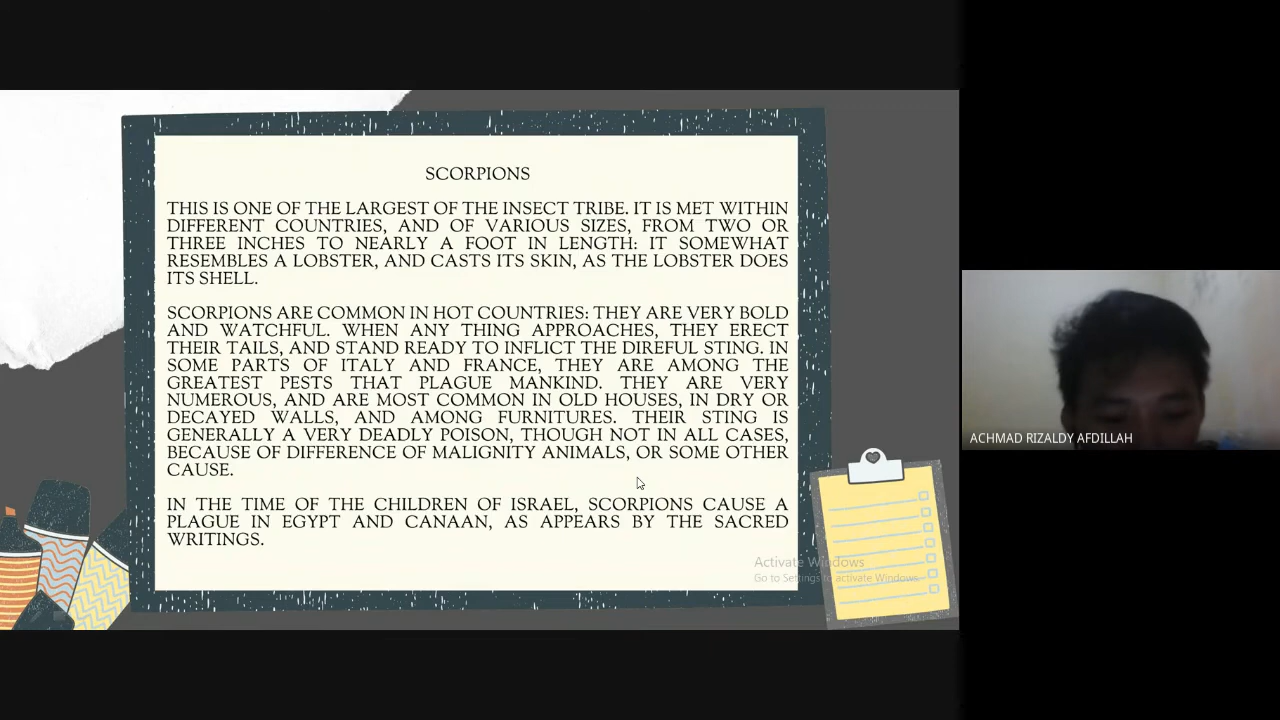 SCORPIONS
THIS IS ONE OF THE LARGEST OF THE INSECT TRIBE. IT IS MET WITHIN
DIFFERENT COUNTRIES, AND OF VARIOUS SIZES, FROM TWO OR
THREE INCHES TO NEARLY A FOOT IN LENGTH: IT SOMEWHAT
RESEMBLES A LOBSTER, AND CASTS ITS SKIN, AS THE LOBSTER DOES
ITS SHELL.
SCORPIONS ARE COMMON IN HOT COUNTRIES: THEY ARE VERY BOLD
AND WATCHFUL. WHEN ANY THING APPROACHES, THEY ERECT
THEIR TAILS, AND STAND READY TO INFLICT THE DIREFUL STING. IN
SOME PARTS OF ITALY AND FRANCE, THEY ARE AMONG THE
GREATEST PESTS THAT PLAGUE MANKIND. THEY ARE VERY
NUMEROUS, AND ARE MOST COMMON IN OLD HOUSES, IN DRY OR
DECAYED WALLS, AND AMONG FURNITURES. THEIR STING IS
GENERALLY A VERY DEADLY POISON, THOUGH NOT IN ALL CASES,
BECAUSE OF DIFFERENCE OF MALIGNITY ANIMALS, OR SOME OTHER
CAUSE.
IN THE TIME OF THE CHILDREN OF ISRAEL, SCORPIONS CAUSE A
PLAGUE IN EGYPT AND CANAAN, AS APPEARS BY THE SACRED
WRITINGS.
Activate Windows
Go to Settings to activate Windows.
ACHMAD RIZALDY AFDILLAH